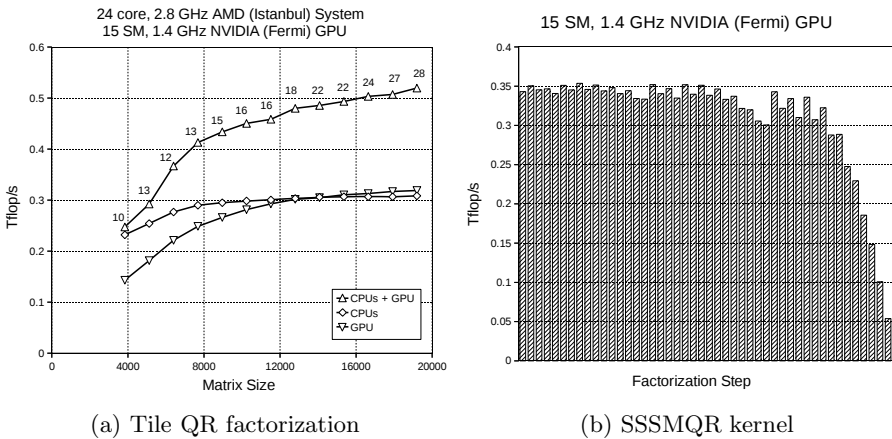 24 core, 2.8 GHz AMD (Istanbul) System
15 SM, 1.4 GHz NVIDIA (Fermi) GPU
0.6
0.5
0.4
0.3
0.2
0.1
0
Tflop/s
10
13
12
13
15
16
16
18
22
22
24
27
28
CPUs + GPU
CPUs
GPU
0
4000
8000
12000
16000
20000
Matrix Size
(a) Tile QR factorization
15 SM, 1.4 GHz NVIDIA (Fermi) GPU
0.4
0.35
0.3
0.25
0.2
0.15
0.1
0.05
0
Tflop/s
Factorization Step
(b) SSSMQR kernel